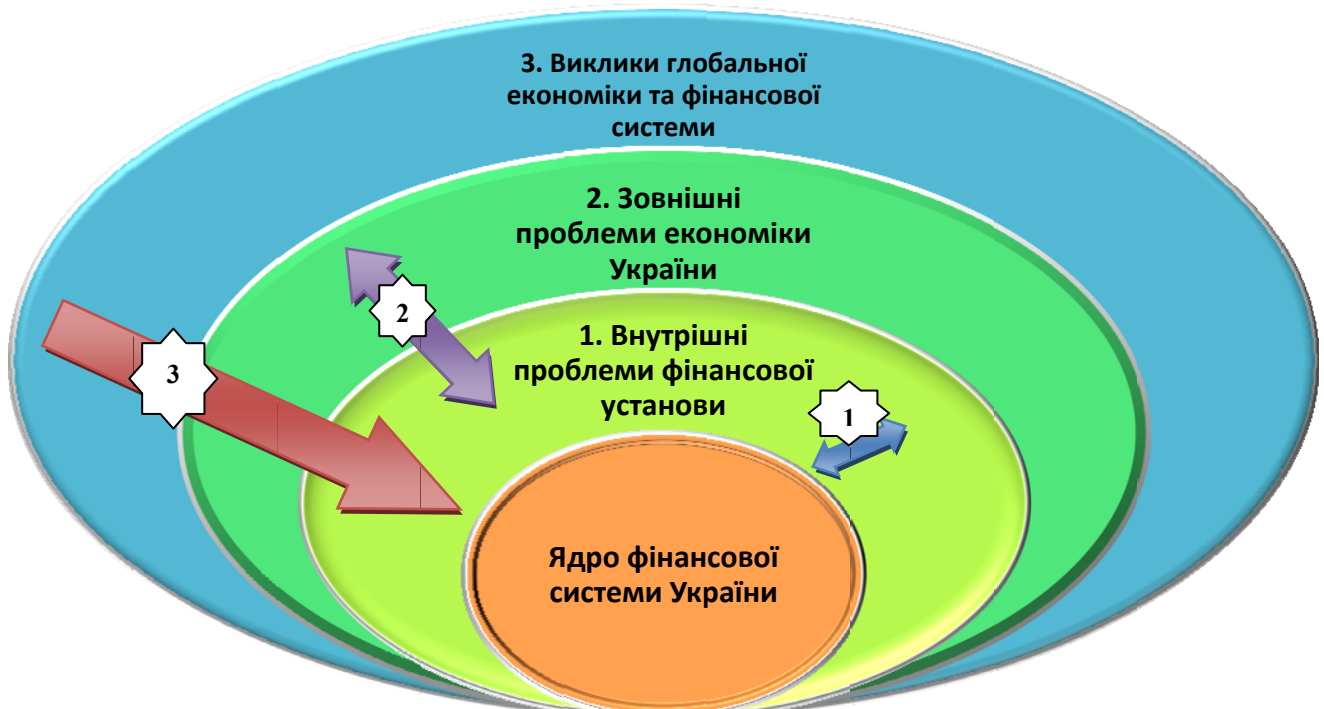 3. Виклики глобальної
економіки та фінансової
системи
2. Зовнішні
проблеми економіки
України
2
1. Внутрішні
проблеми фінансової
установи
3
1
Ядро фінансової
системи України